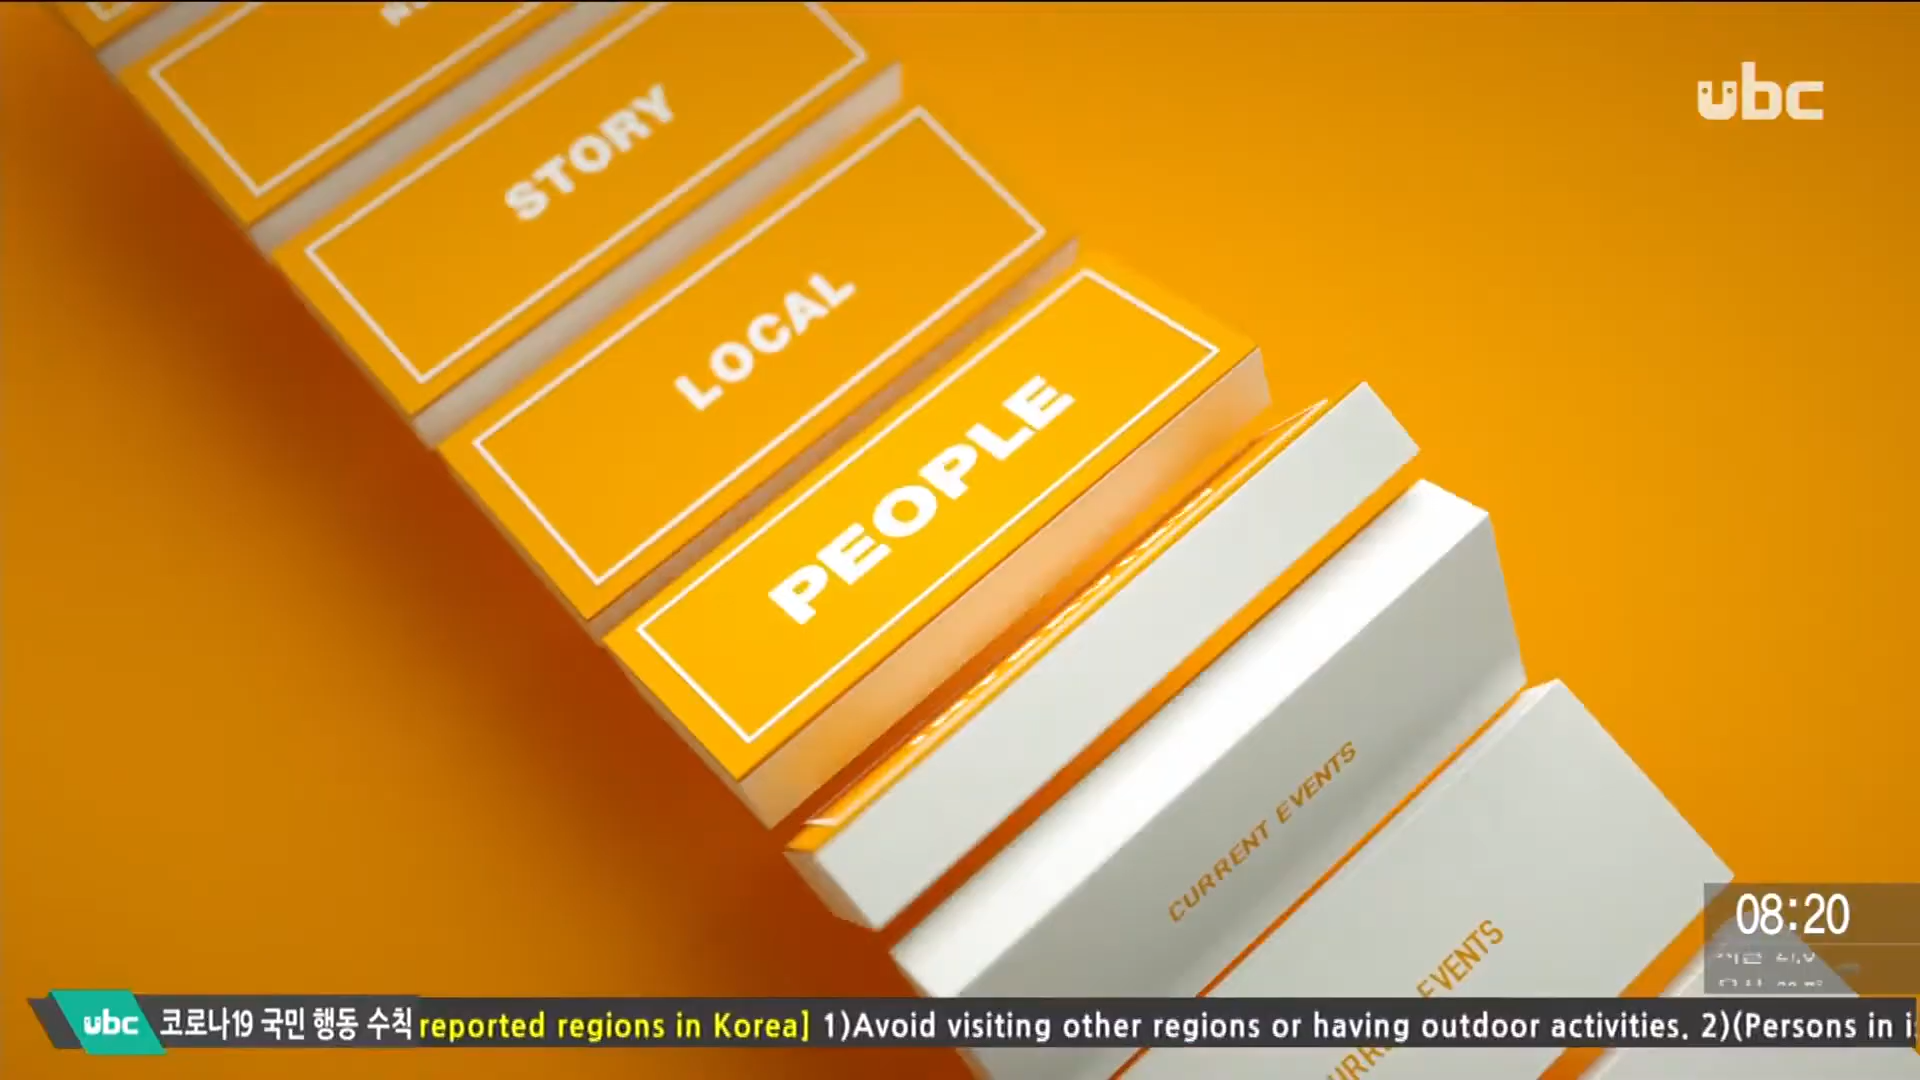 ubc
STORY
LOCAL
PEOPLE
CURRENT EVENTS
EVENTS
08:20
ubc 코로나19 국민 행동 수칙 reported regions in Korea] 1)Avoid visiting other regions or having outdoor activities. 2)(Persons in